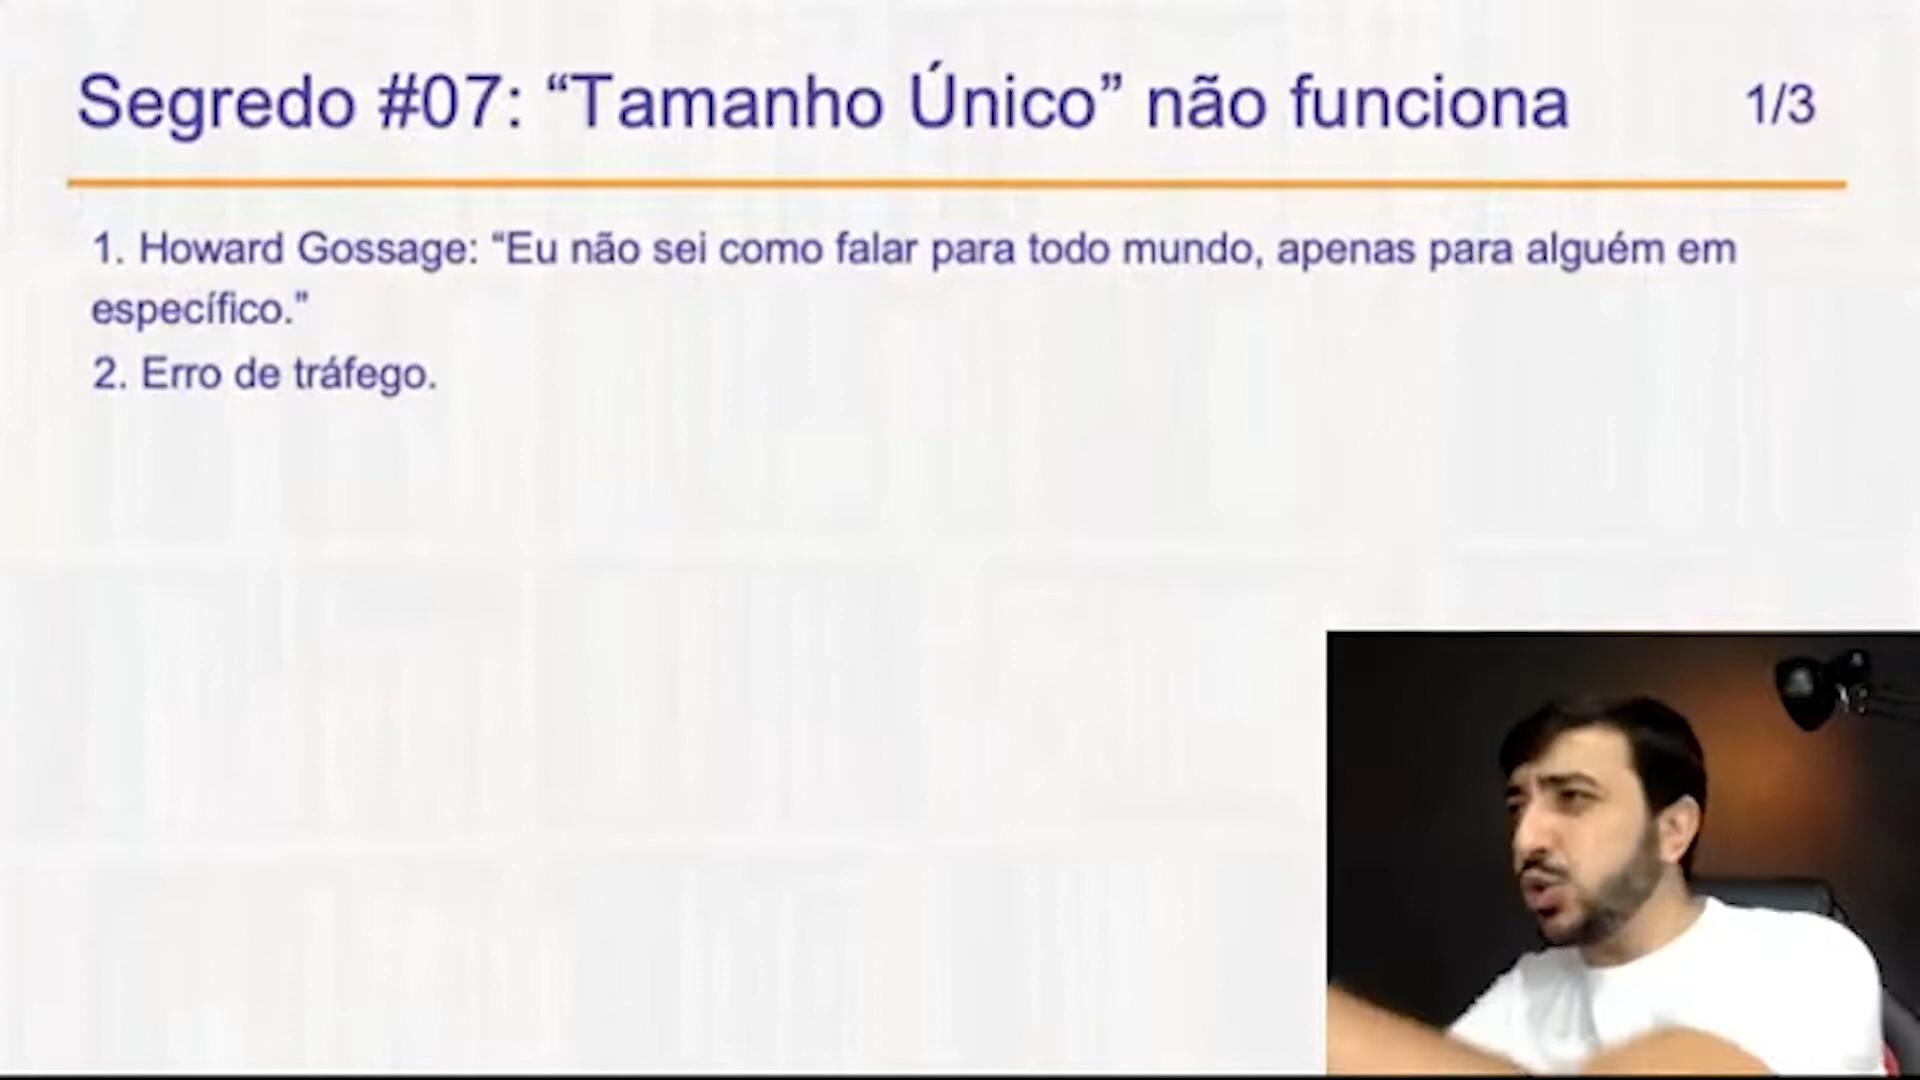 Segredo #07: “Tamanho Único” não funciona
1/3
1. Howard Gossage: “Eu não sei como falar para todo mundo, apenas para alguém em
específico.”
2. Erro de tráfego.